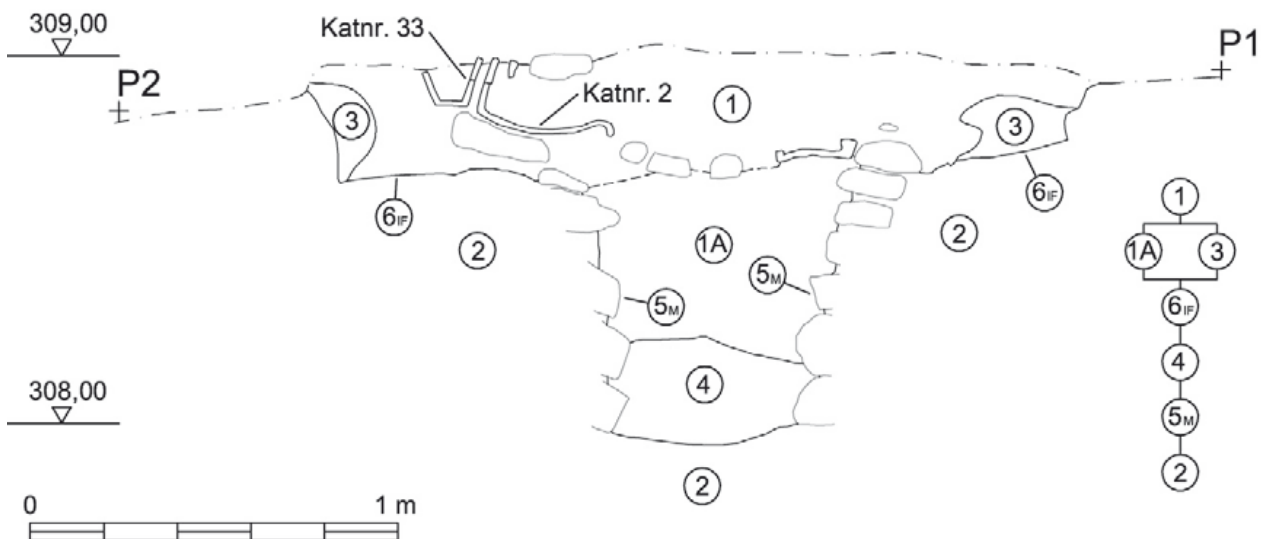 309,00
Katnr. 33
P1
P2
Katnr. 2
1
3
3
6IF
6IF
1
2
1A
2
1A 3
5M
5M
6IF
4
4
308,00
5M
2
2
0 1 m